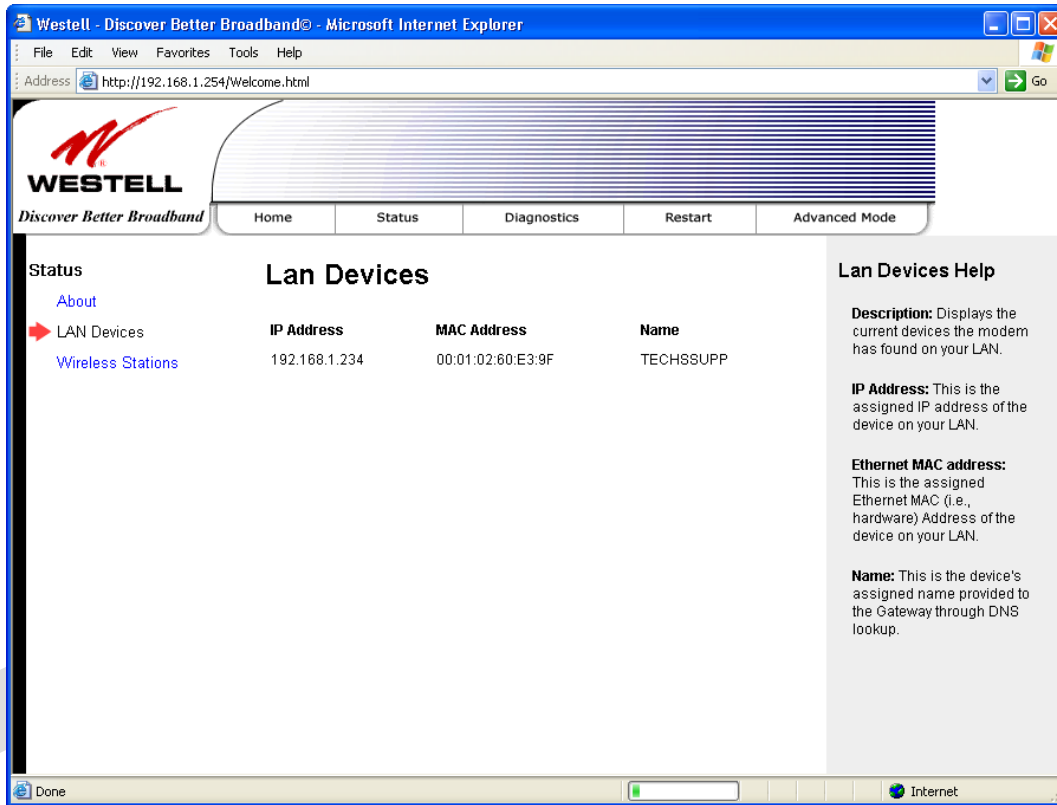 Westell - Discover Better Broadband© - Microsoft Internet Explorer
File Edit View Favorites Tools Help
Address http://192.168.1.254/Welcome.html Go
WESTELL
®
Discover Better Broadband
Home Status Diagnostics Restart Advanced Mode
Status
About
LAN Devices
Wireless Stations
Lan Devices
IP Address MAC Address Name
192.168.1.234 00:01:02:60:E3:9F TECHSSUPP
Lan Devices Help
Description: Displays the
current devices the modem
has found on your LAN.
IP Address: This is the
assigned IP address of the
device on your LAN.
Ethernet MAC address:
This is the assigned
Ethernet MAC (i.e.,
hardware) Address of the
device on your LAN.
Name: This is the device's
assigned name provided to
the Gateway through DNS
lookup.
Done Internet